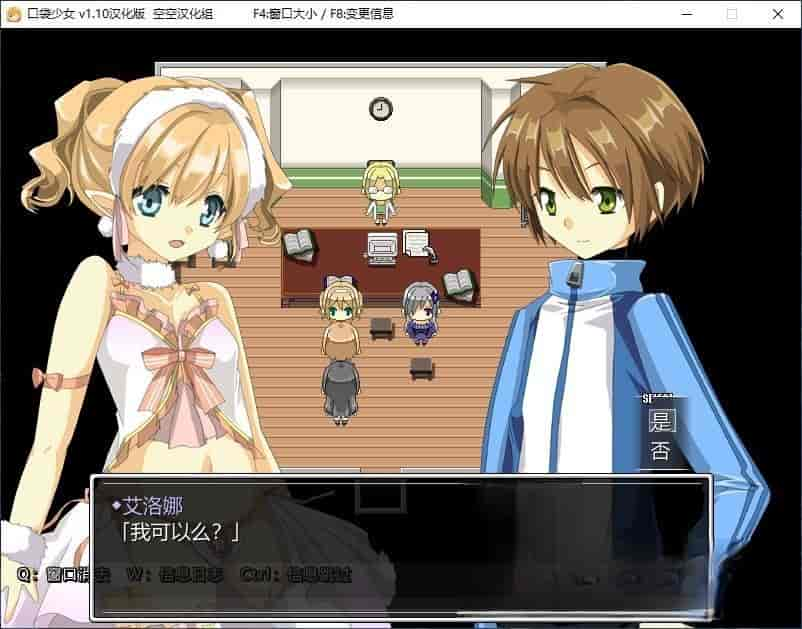 口袋少女 v1.10汉化版 空空汉化组 F4:窗口大小 / F8:变更信息
是
否
◆艾洛娜
「我可以么？」
Q：窗口消去 W：信息日志 Ctrl：信息跳过